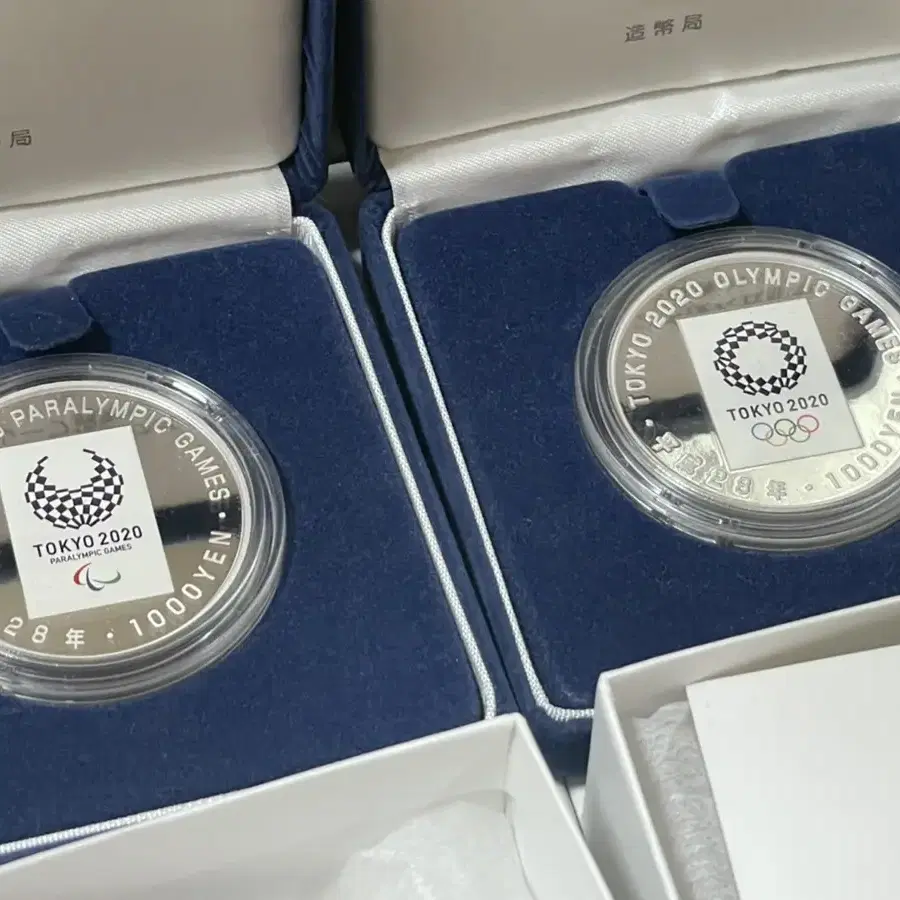 局
造幣局
PARALYMPIC GAMES
TOKYO 2020
PARALYMPIC GAMES
28年・1000YEN・
TOKYO 2020 OLYMPIC GAMES
TOKYO 2020
・平成28年・1000YEN・